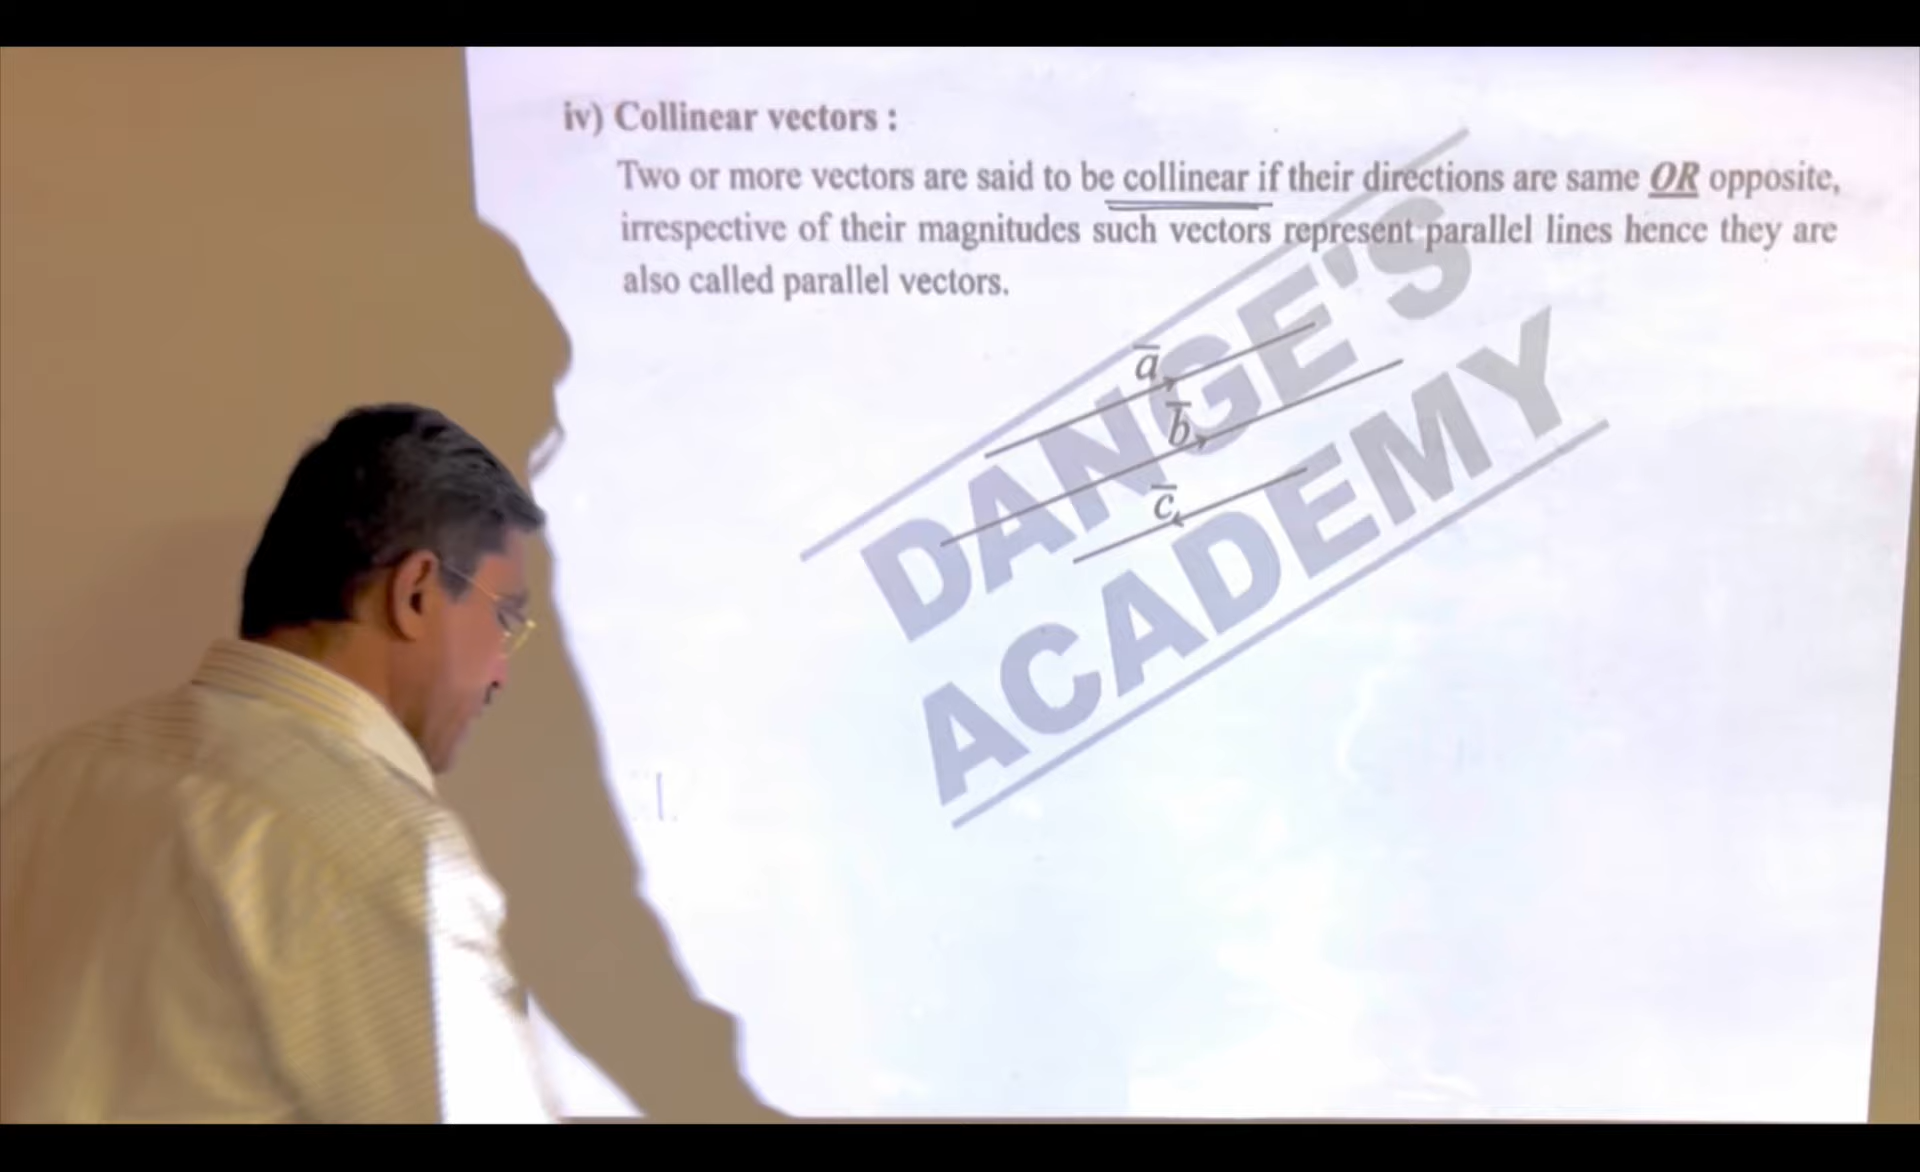 iv) Collinear vectors :
Two or more vectors are said to be collinear if their directions are same OR opposite,
irrespective of their magnitudes such vectors represent parallel lines hence they are
also called parallel vectors.
a̅
b̅
c̅
DANGE'S
ACADEMY